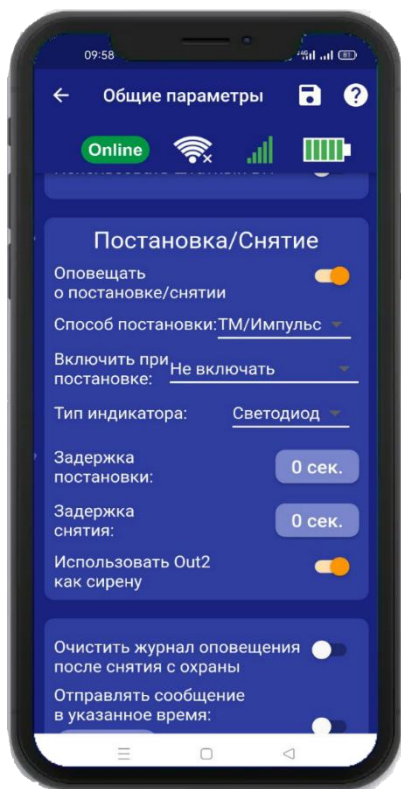 09:58
Общие параметры
Online
Постановка/Снятие
Оповещать
о постановке/снятии
Способ постановки: ТМ/Импульс
Включить при
постановке: Не включать
Тип индикатора: Светодиод
Задержка
постановки: 0 сек.
Задержка
снятия: 0 сек.
Использовать Out2
как сирену
Очистить журнал оповещения
после снятия с охраны
Отправлять сообщение
в указанное время: